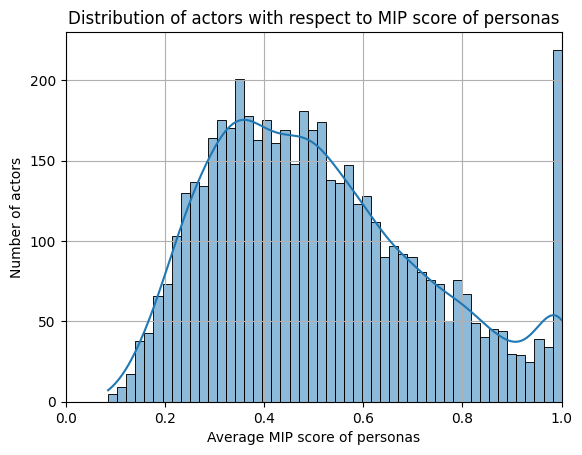 Distribution of actors with respect to MIP score of personas
200
150
100
50
0
Number of actors
0.0 0.2 0.4 0.6 0.8 1.0
Average MIP score of personas